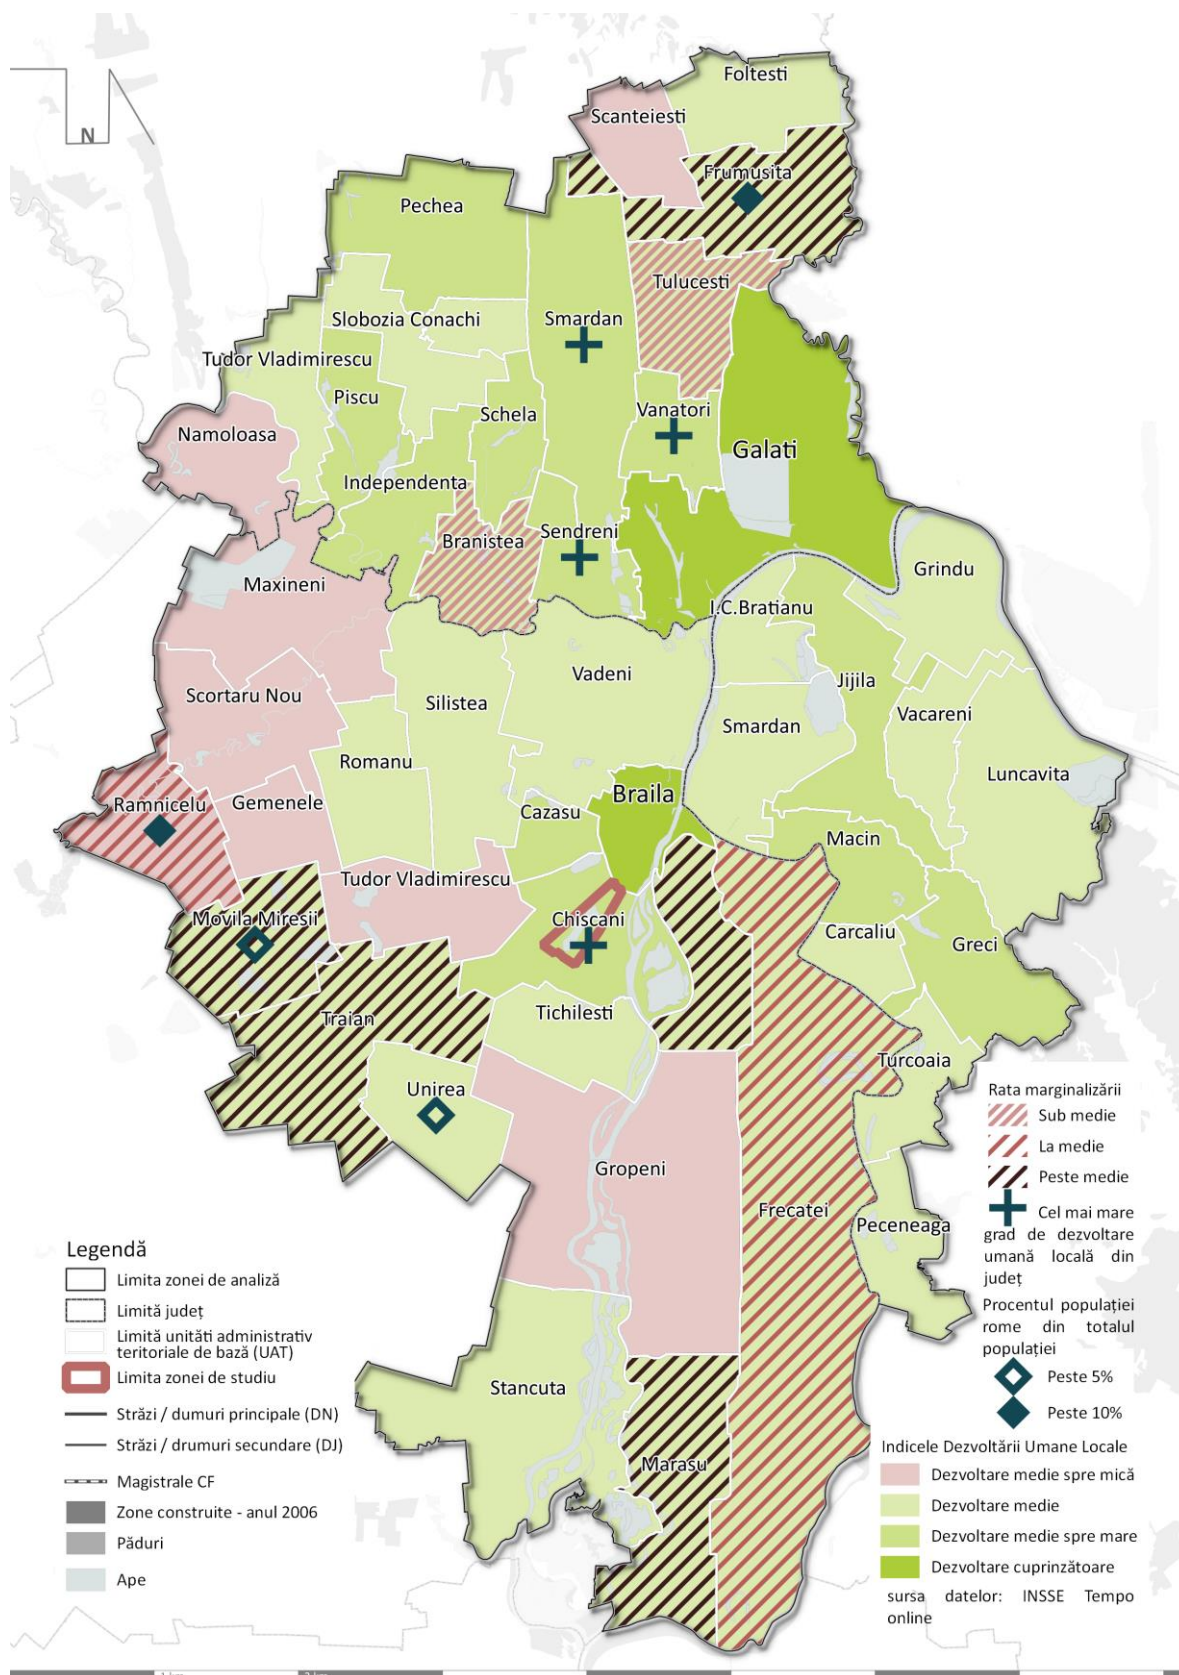 Foltesti
Scanteiesti
N
Frumusita
Pechea
Tulucesti
Slobozia Conachi
Smardan
Tudor Vladimirescu
Piscu
Schela
Vanatori
Namoloasa
Galati
Independenta
Sendreni
Branistea
Grindu
Maxineni
I.C.Bratianu
Vadeni
Jijila
Scortaru Nou
Silistea
Smardan
Vacareni
Romanu
Luncavita
Ramnicelu
Gemenele
Braila
Cazasu
Macin
Tudor Vladimirescu
Movila Miresii
Chiscani
Carcaliu
Greci
Traian
Tichilesti
Turcoaia
Unirea
Gropeni
Frecatei
Peceneaga
Stancuta
Marasu
Rata marginalizării
Sub medie
La medie
Peste medie
Cel mai mare
grad de dezvoltare
umană locală din
județ
Procentul populației
rome din totalul
populației
Peste 5%
Peste 10%
Indicele Dezvoltării Umane Locale
Dezvoltare medie spre mică
Dezvoltare medie
Dezvoltare medie spre mare
Dezvoltare cuprinzătoare
sursa datelor: INSSE Tempo
online
Legendă
Limita zonei de analiză
Limită județ
Limită unităti administrativ
teritoriale de bază (UAT)
Limita zonei de studiu
Străzi / dumuri principale (DN)
Străzi / drumuri secundare (DJ)
Magistrale CF
Zone construite - anul 2006
Păduri
Ape